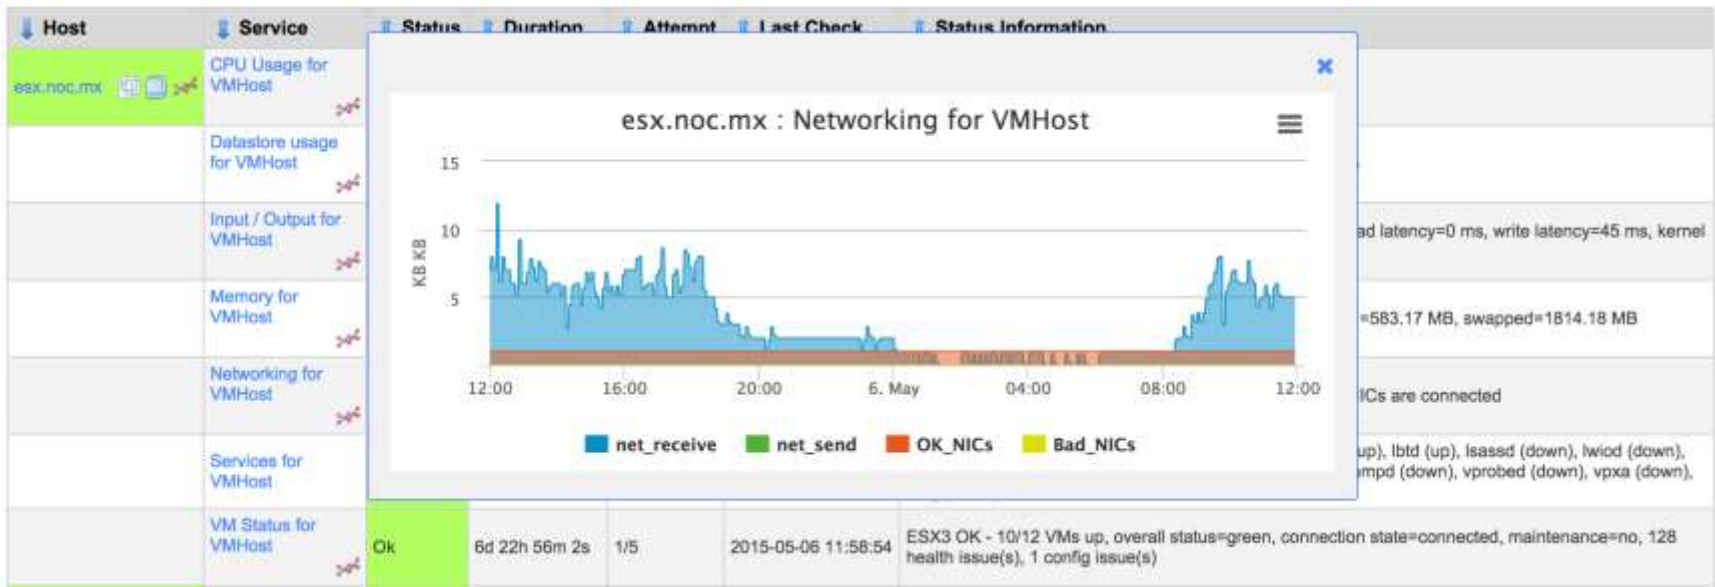 Host Service Status Duration Attempt Last Check Status Information
esx.noc.mx
CPU Usage for
VMHost
Datastore usage
for VMHost
Input / Output for
VMHost
ad latency=0 ms, write latency=45 ms, kernel
Memory for
VMHost
=583.17 MB, swapped=1814.18 MB
Networking for
VMHost
NICs are connected
Services for
VMHost
up), lbtd (up), lsassd (down), lwiod (down),
mpd (down), vprobed (down), vpxa (down),
VM Status for
VMHost
Ok
6d 22h 56m 2s
1/5
2015-05-06 11:58:54
ESX3 OK - 10/12 VMs up, overall status=green, connection state=connected, maintenance=no, 128
health issue(s), 1 config issue(s)
esx.noc.mx : Networking for VMHost
KB KB
15
10
5
12:00 16:00 20:00 6. May 04:00 08:00 12:00
net_receive net_send OK_NICs Bad_NICs